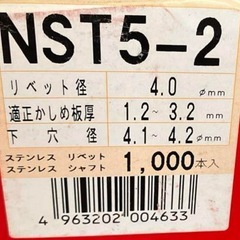 NST5-2
リベット径 4.0 φmm
適正かしめ板厚 1.2~3.2 mm
下穴径 4.1~4.2 φmm
ステンレス リベット
ステンレス シャフト 1,000本入
4 963202 004633